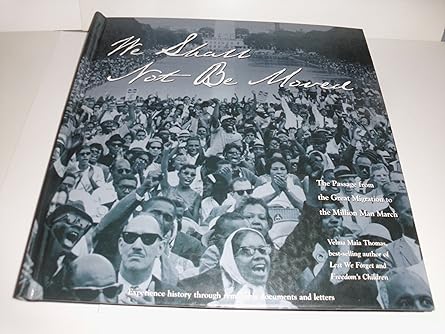 We Shall
Not Be Moved
The Passage from
the Great Migration to
the Million Man March
Velma Maia Thomas,
best-selling author of
Lest We Forget and
Freedom's Children
Experience history through removable documents and letters